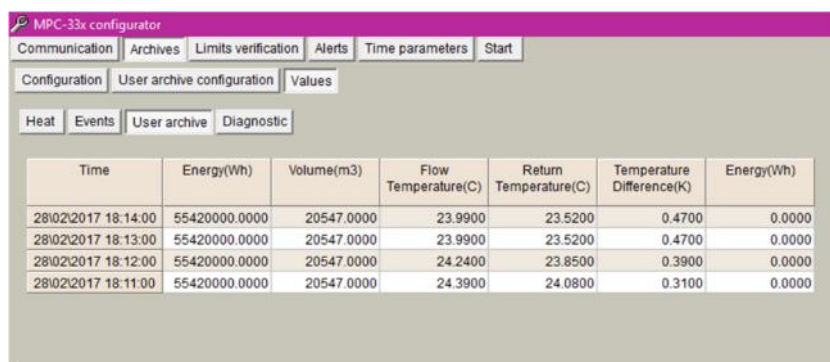 MPC-33x configurator
Communication Archives Limits verification Alerts Time parameters Start
Configuration User archive configuration Values
Heat Events User archive Diagnostic
Time Energy(Wh) Volume(m3) Flow Temperature(C) Return Temperature(C) Temperature Difference(K) Energy(Wh)
28\02\2017 18:14:00 55420000.0000 20547.0000 23.9900 23.5200 0.4700 0.0000
28\02\2017 18:13:00 55420000.0000 20547.0000 23.9900 23.5200 0.4700 0.0000
28\02\2017 18:12:00 55420000.0000 20547.0000 24.2400 23.8500 0.3900 0.0000
28\02\2017 18:11:00 55420000.0000 20547.0000 24.3900 24.0800 0.3100 0.0000